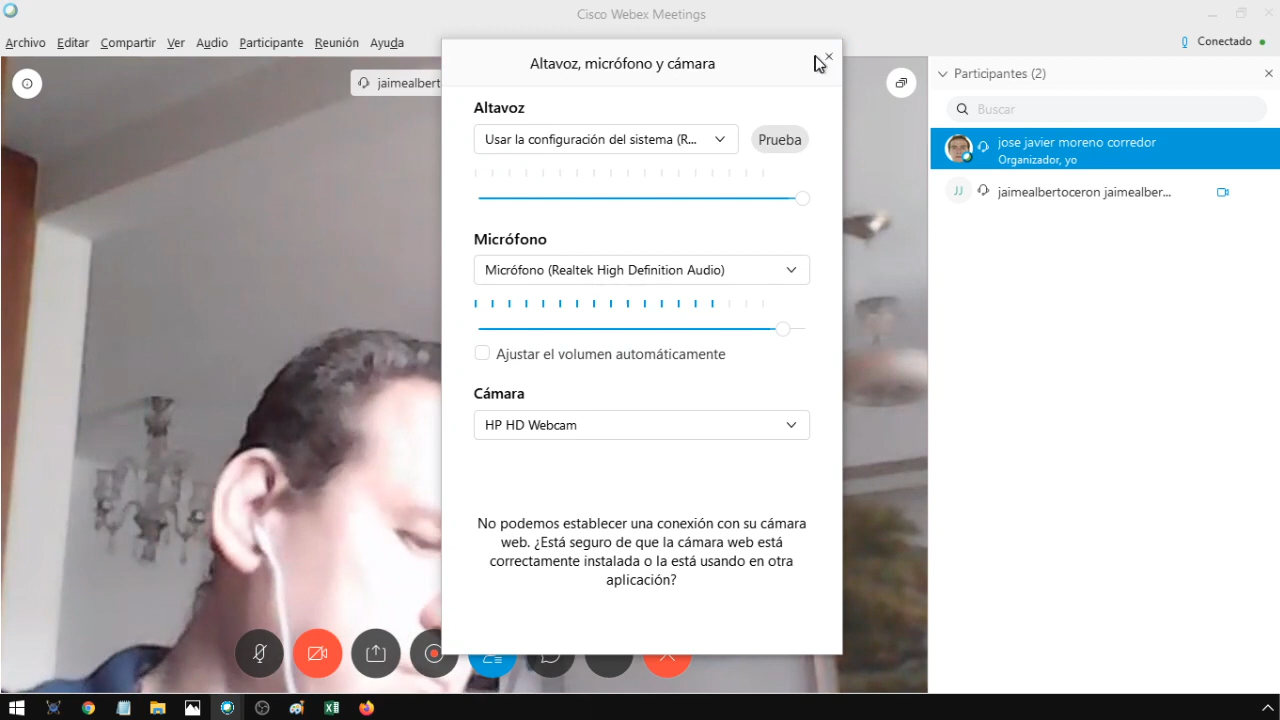 Cisco Webex Meetings
Archivo Editar Compartir Ver Audio Participante Reunión Ayuda
Conectado
jaimealbert
Altavoz, micrófono y cámara
Altavoz
Usar la configuración del sistema (R...
Prueba
Micrófono
Micrófono (Realtek High Definition Audio)
Ajustar el volumen automáticamente
Cámara
HP HD Webcam
No podemos establecer una conexión con su cámara
web. ¿Está seguro de que la cámara web está
correctamente instalada o la está usando en otra
aplicación?
Participantes (2)
Buscar
jose javier moreno corredor
Organizador, yo
JJ
jaimealbertoceron jaimealber...